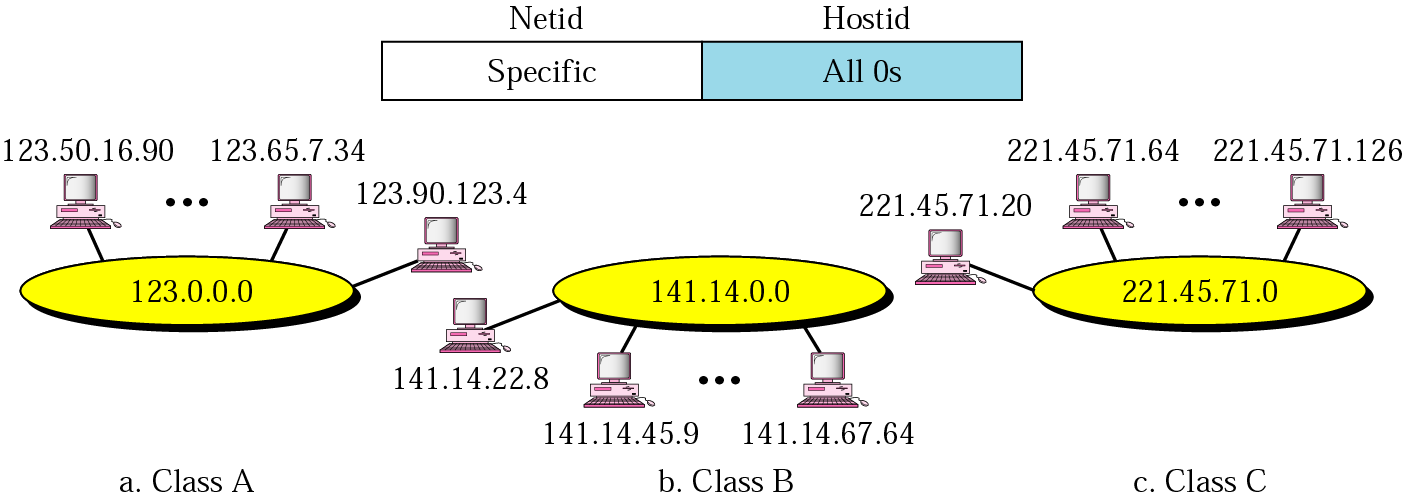 Netid Hostid
Specific All 0s
123.50.16.90 ... 123.65.7.34
123.90.123.4
123.0.0.0
a. Class A
141.14.0.0
141.14.22.8
141.14.45.9 ... 141.14.67.64
b. Class B
221.45.71.64 ... 221.45.71.126
221.45.71.20
221.45.71.0
c. Class C